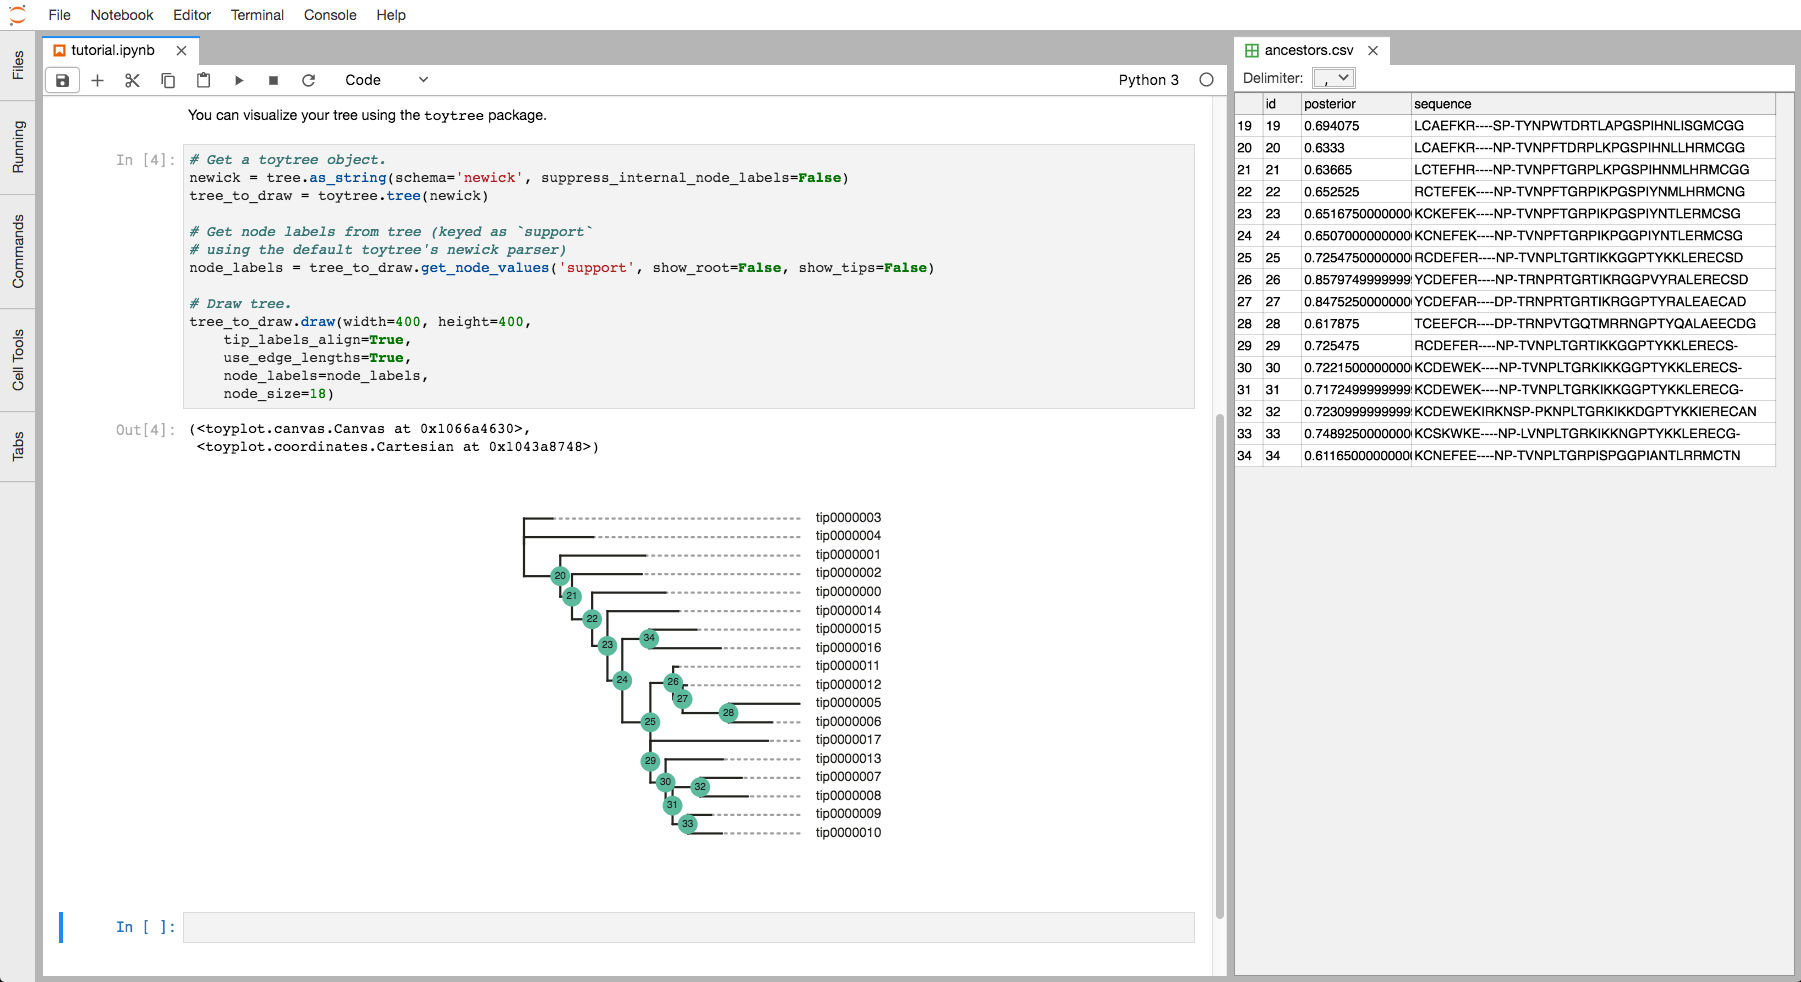 File Notebook Editor Terminal Console Help
Files
Running
Commands
Cell Tools
Tabs
tutorial.ipynb
Code
Python 3
You can visualize your tree using the toytree package.
In [4]:
# Get a toytree object.
newick = tree.as_string(schema='newick', suppress_internal_node_labels=False)
tree_to_draw = toytree.tree(newick)
# Get node labels from tree (keyed as `support`
# using the default toytree's newick parser)
node_labels = tree_to_draw.get_node_values('support', show_root=False, show_tips=False)
# Draw tree.
tree_to_draw.draw(width=400, height=400,
tip_labels_align=True,
use_edge_lengths=True,
node_labels=node_labels,
node_size=18)
Out[4]:
(<toyplot.canvas.Canvas at 0x1066a4630>,
<toyplot.coordinates.Cartesian at 0x1043a8748>)
tip0000003
tip0000004
tip0000001
20
tip0000002
21
tip0000000
22
tip0000014
23
tip0000015
34
tip0000016
24
tip0000011
26
tip0000012
27
tip0000005
28
25
tip0000006
tip0000017
29
tip0000013
30
tip0000007
32
tip0000008
31
tip0000009
33
tip0000010
In [ ]:
ancestors.csv
Delimiter: ,
id posterior sequence
19 19 0.694075 LCAEFKR----SP-TYNPWTDRTLAPGSPIHNLISGMCGG
20 20 0.6333 LCAEFKR----NP-TVNPFTDRPLKPGSPIHNLLHRMCGG
21 21 0.63665 LCTEFHR----NP-TVNPFTGRPLKPGSPIHNMLHRMCGG
22 22 0.652525 RCTEFEK----NP-TVNPFTGRPIKPGSPIYNMLHRMCNG
23 23 0.6516750000000 KCKEFEK----NP-TVNPFTGRPIKPGSPIYNTLERMCSG
24 24 0.6507000000000 KCNEFEK----NP-TVNPFTGRPIKPGGPIYNTLERMCSG
25 25 0.7254750000000 RCDEFER----NP-TVNPLTGRTIKKGGPTYKKLERECSD
26 26 0.8579749999999 YCDEFER----NP-TRNPRTGRTIKRGGPVYRALERECSD
27 27 0.8475250000000 YCDEFAR----DP-TRNPRTGRTIKRGGPTYRALEAECAD
28 28 0.617875 TCEEFCR----DP-TRNPVTGQTMRRNGPTYQALAEECDG
29 29 0.725475 RCDEFER----NP-TVNPLTGRTIKKGGPTYKKLERECS-
30 30 0.7221500000000 KCDEWEK----NP-TVNPLTGRKIKKGGPTYKKLERECS-
31 31 0.7172499999999 KCDEWEK----NP-TVNPLTGRKIKKGGPTYKKLERECG-
32 32 0.7230999999999 KCDEWEKIRKNSP-PKNPLTGRKIKKDGPTYKKIERECAN
33 33 0.7489250000000 KCSKWKE----NP-LVNPLTGRKIKKNGPTYKKLERECG-
34 34 0.6116500000000 KCNEFEE----NP-TVNPLTGRPISPGGPIANTLRRMCTN